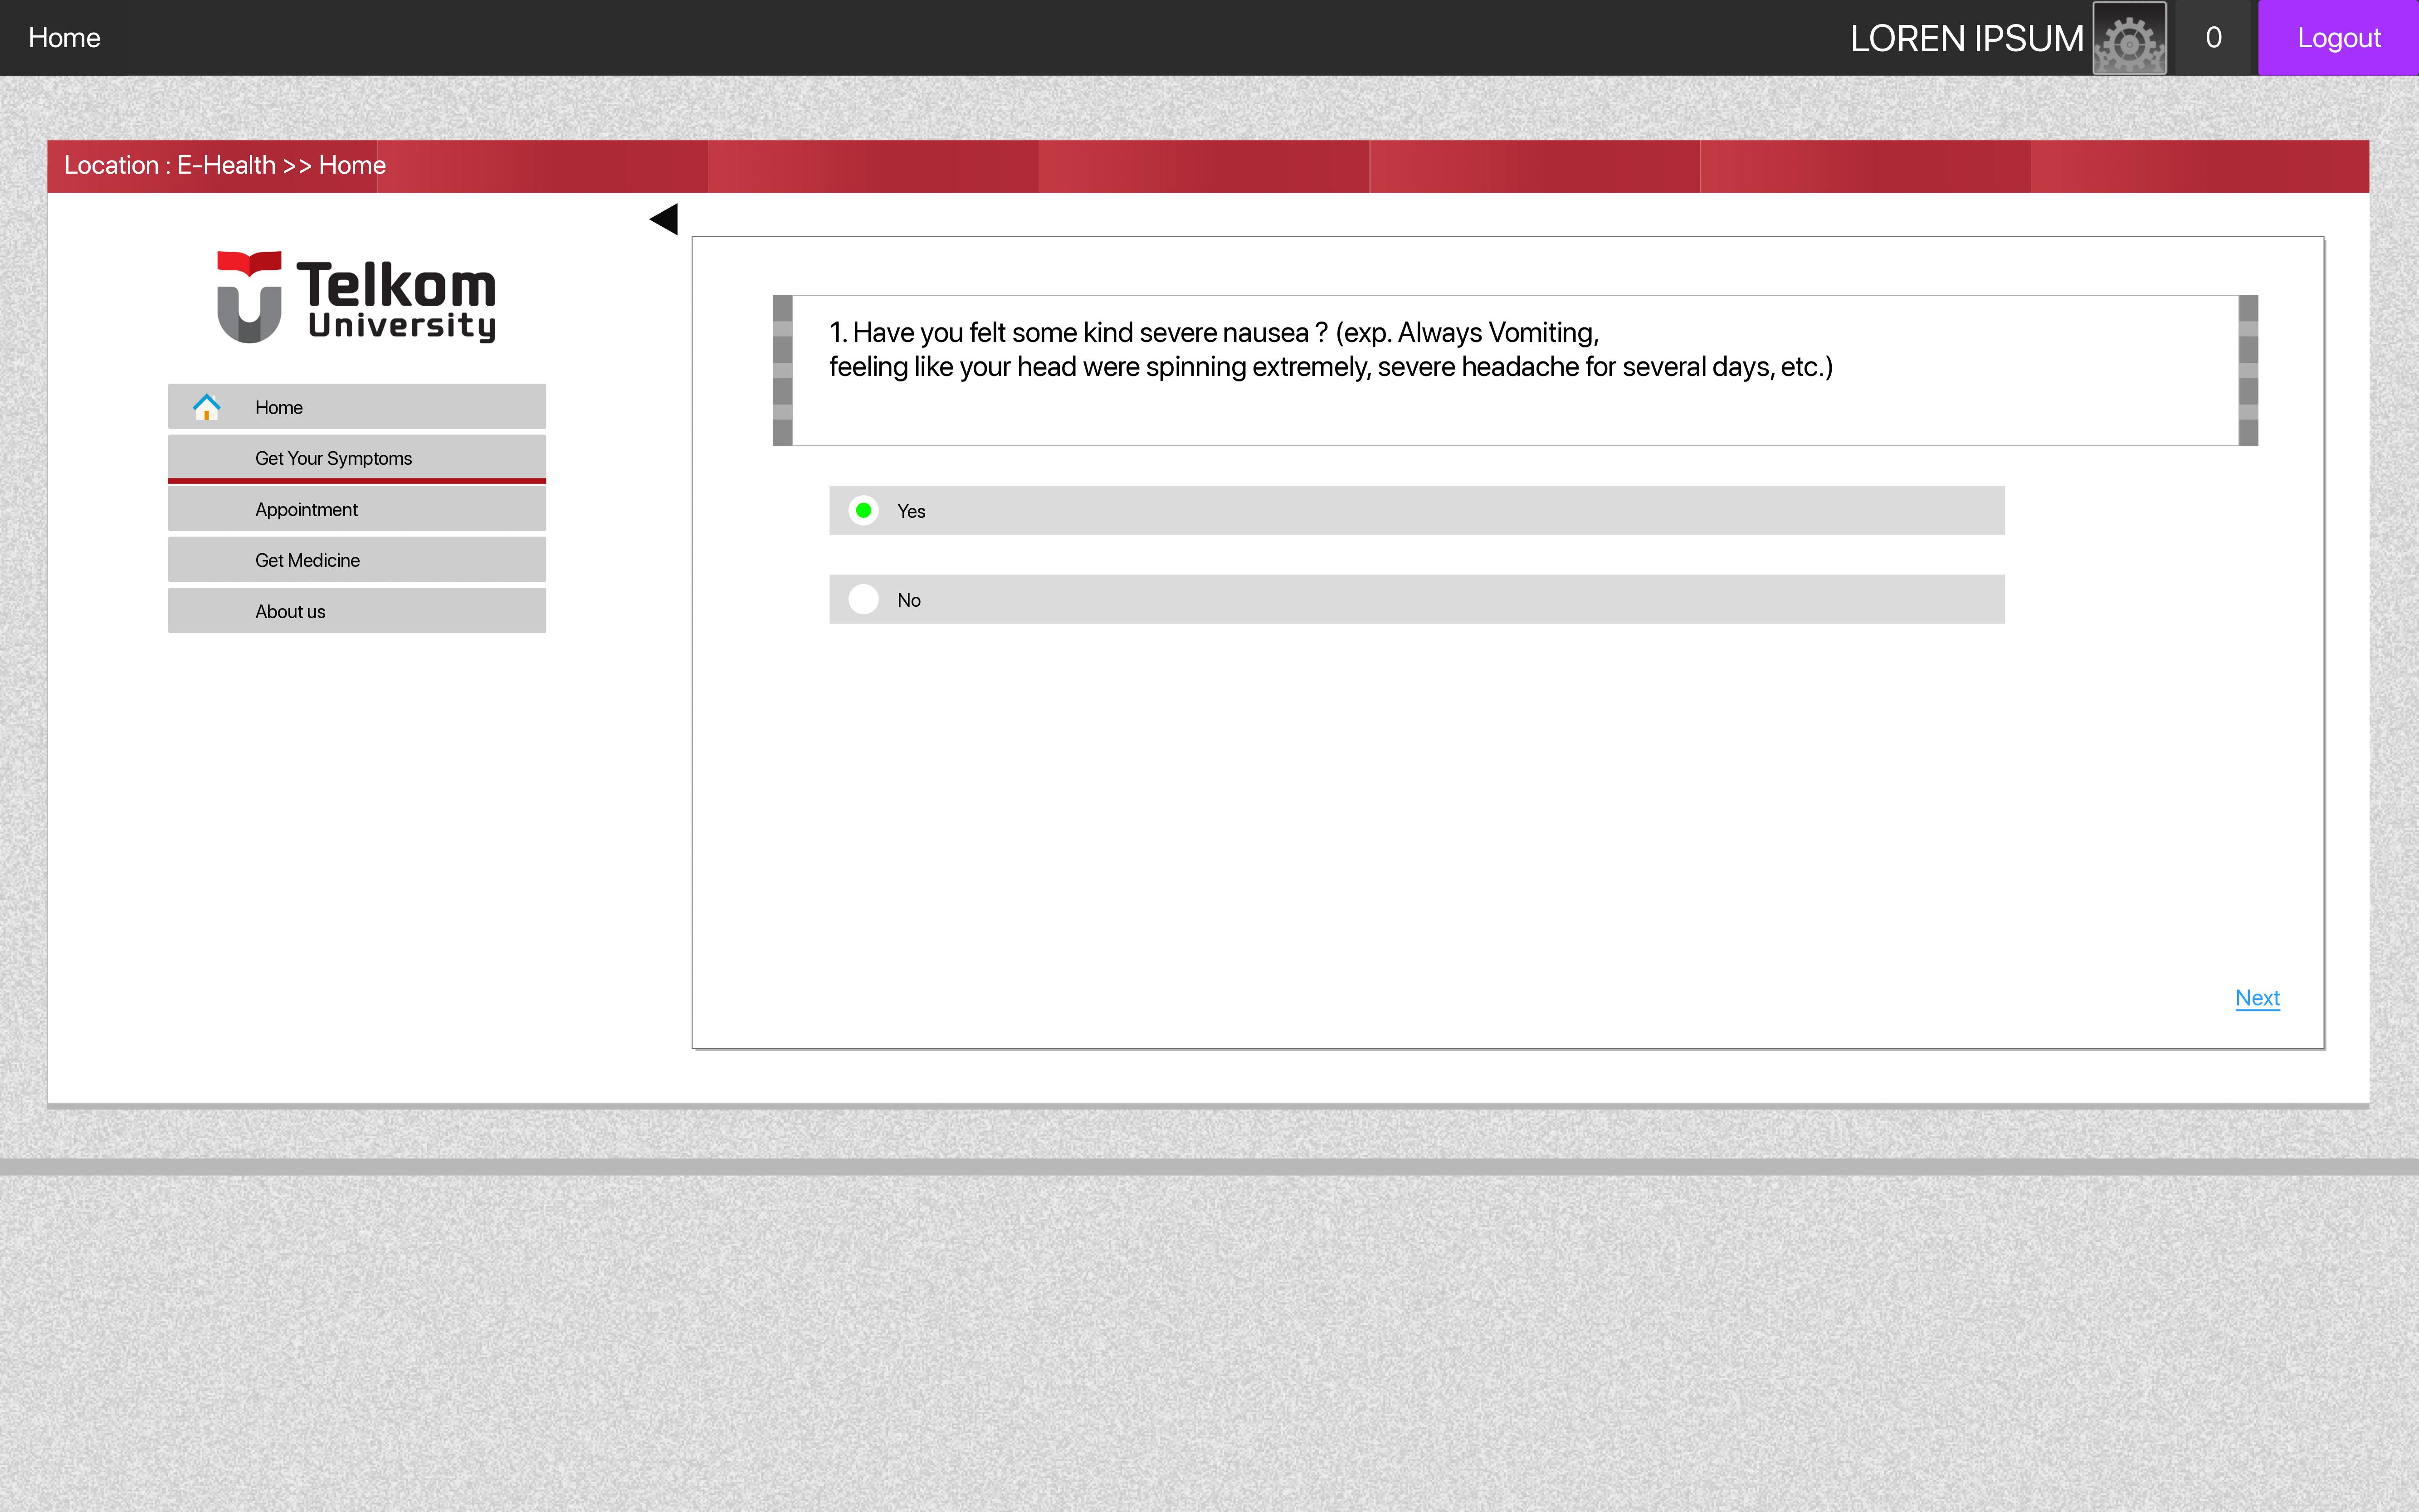 Home
LOREN IPSUM
0
Logout
Location : E-Health >> Home
Telkom
University
Home
Get Your Symptoms
Appointment
Get Medicine
About us
1. Have you felt some kind severe nausea ? (exp. Always Vomiting,
feeling like your head were spinning extremely, severe headache for several days, etc.)
Yes
No
Next